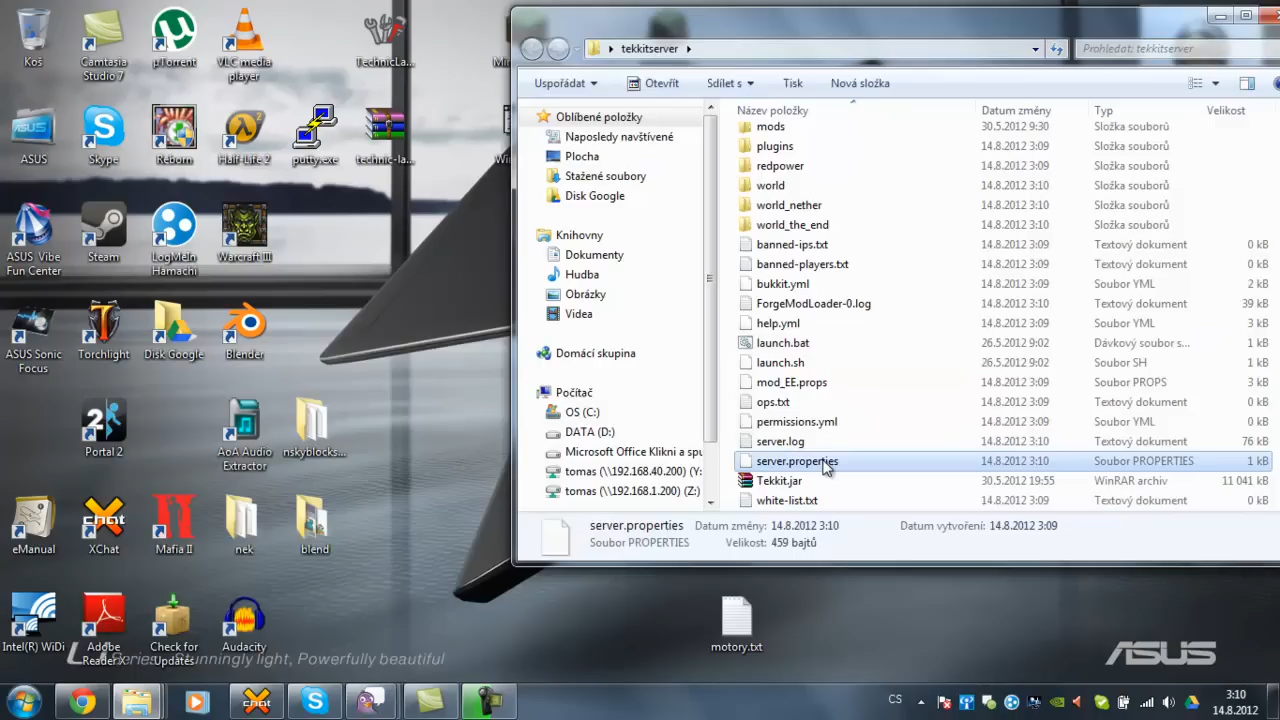 Koš
Camtasia Studio 7
µTorrent
VLC media player
TechnicLa...
ASUS
Skype
Reborn
Half-Life 2
putty.exe
technic-la...
ASUS Vibe Fun Center
Steam
LogMeIn Hamachi
Warcraft III
ASUS Sonic Focus
Torchlight
Disk Google
Blender
Portal 2
AoA Audio Extractor
nskyblocks...
eManual
XChat
Mafia II
nek
blend
Intel(R) WiDi
Adobe Reader X
Check for Updates
Audacity
Series Stunningly light, Powerfully beautiful
motory.txt
ASUS
tekkitserver
Prohledat: tekkitserver
Uspořádat
Otevřít
Sdílet s
Tisk
Nová složka
Oblíbené položky
Naposledy navštívené
Plocha
Stažené soubory
Disk Google
Knihovny
Dokumenty
Hudba
Obrázky
Videa
Domácí skupina
Počítač
OS (C:)
DATA (D:)
Microsoft Office Klikni a spu
tomas (\\192.168.40.200) (Y:
tomas (\\192.168.1.200) (Z:)
Název položky Datum změny Typ Velikost
mods 30.5.2012 9:30 Složka souborů
plugins 14.8.2012 3:09 Složka souborů
redpower 14.8.2012 3:09 Složka souborů
world 14.8.2012 3:10 Složka souborů
world_nether 14.8.2012 3:09 Složka souborů
world_the_end 14.8.2012 3:09 Složka souborů
banned-ips.txt 14.8.2012 3:09 Textový dokument 0 kB
banned-players.txt 14.8.2012 3:09 Textový dokument 0 kB
bukkit.yml 14.8.2012 3:09 Soubor YML 2 kB
ForgeModLoader-0.log 14.8.2012 3:10 Textový dokument 39 kB
help.yml 14.8.2012 3:09 Soubor YML 3 kB
launch.bat 26.5.2012 9:02 Dávkový soubor s... 1 kB
launch.sh 26.5.2012 9:02 Soubor SH 1 kB
mod_EE.props 14.8.2012 3:09 Soubor PROPS 3 kB
ops.txt 14.8.2012 3:09 Textový dokument 0 kB
permissions.yml 14.8.2012 3:09 Soubor YML 0 kB
server.log 14.8.2012 3:10 Textový dokument 76 kB
server.properties 14.8.2012 3:10 Soubor PROPERTIES 1 kB
Tekkit.jar 30.5.2012 19:55 WinRAR archiv 11 041 kB
white-list.txt 14.8.2012 3:09 Textový dokument 0 kB
server.properties Datum změny: 14.8.2012 3:10 Datum vytvoření: 14.8.2012 3:09
Soubor PROPERTIES Velikost: 459 bajtů
CS
3:10
14.8.2012